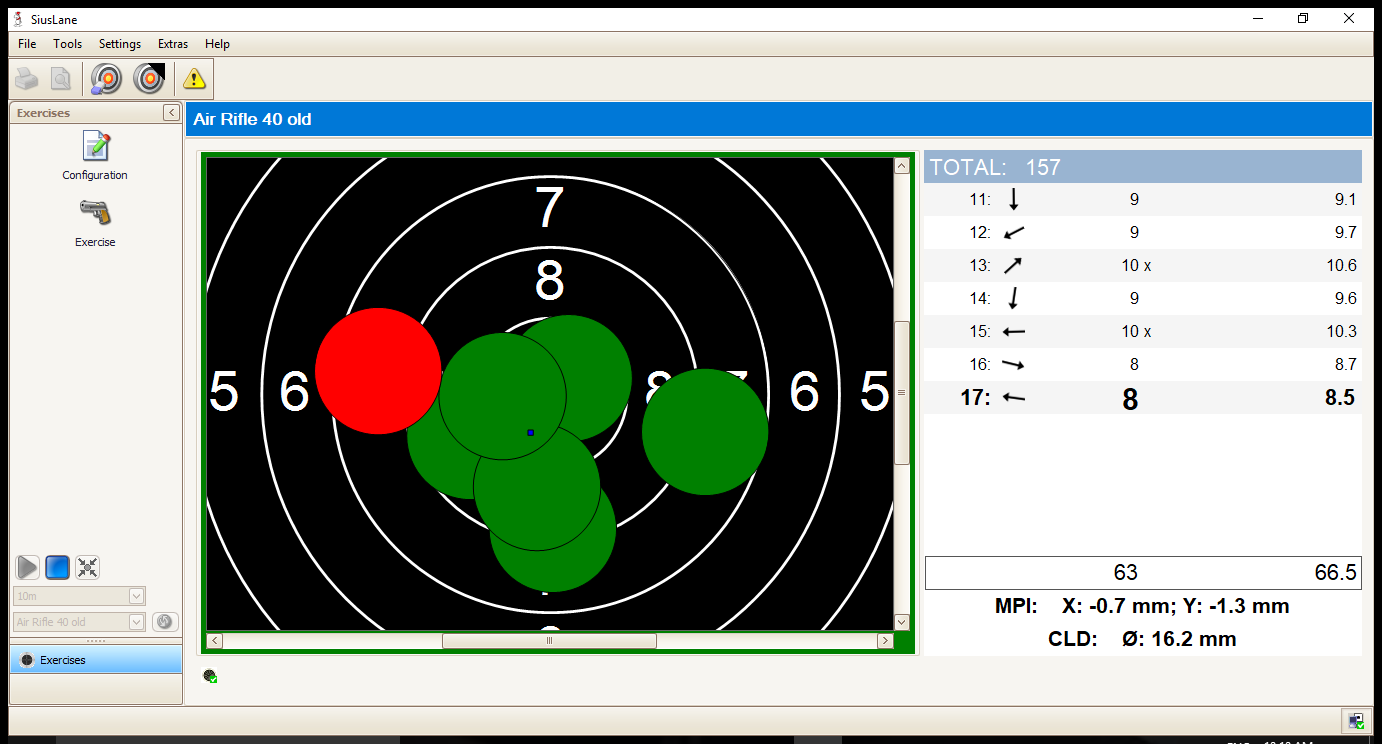 SiusLane
File Tools Settings Extras Help
Exercises
Configuration
Exercise
10m
Air Rifle 40 old
Exercises
Air Rifle 40 old
7
8
5 6 8 7 6 5
TOTAL: 157
11: 9 9.1
12: 9 9.7
13: 10 x 10.6
14: 9 9.6
15: 10 x 10.3
16: 8 8.7
17: 8 8.5
63 66.5
MPI: X: -0.7 mm; Y: -1.3 mm
CLD: Ø: 16.2 mm